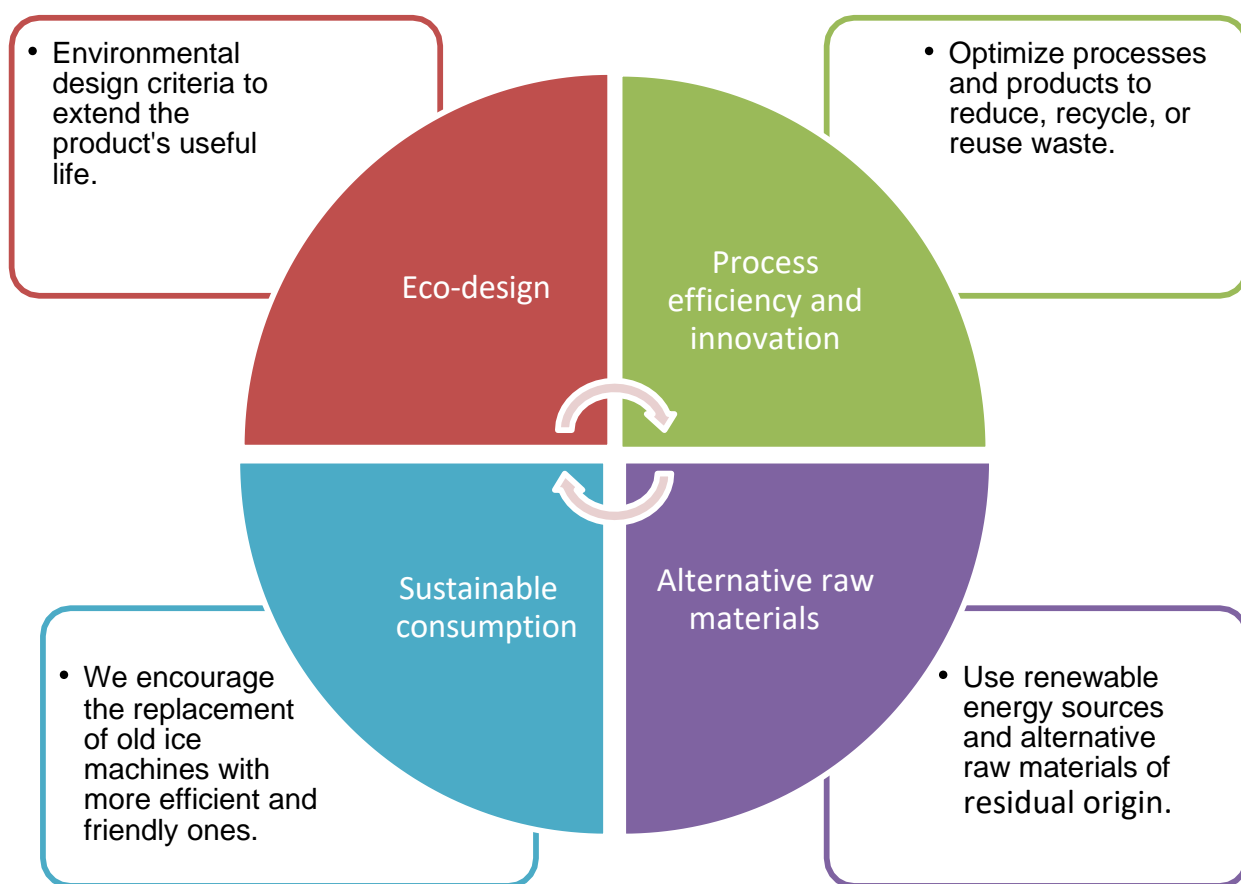 • Environmental
design criteria to
extend the
product's useful
life.
• Optimize processes
and products to
reduce, recycle, or
reuse waste.
Eco-design
Process
efficiency and
innovation
Sustainable
consumption
Alternative raw
materials
• We encourage
the replacement
of old ice
machines with
more efficient and
friendly ones.
• Use renewable
energy sources
and alternative
raw materials of
residual origin.